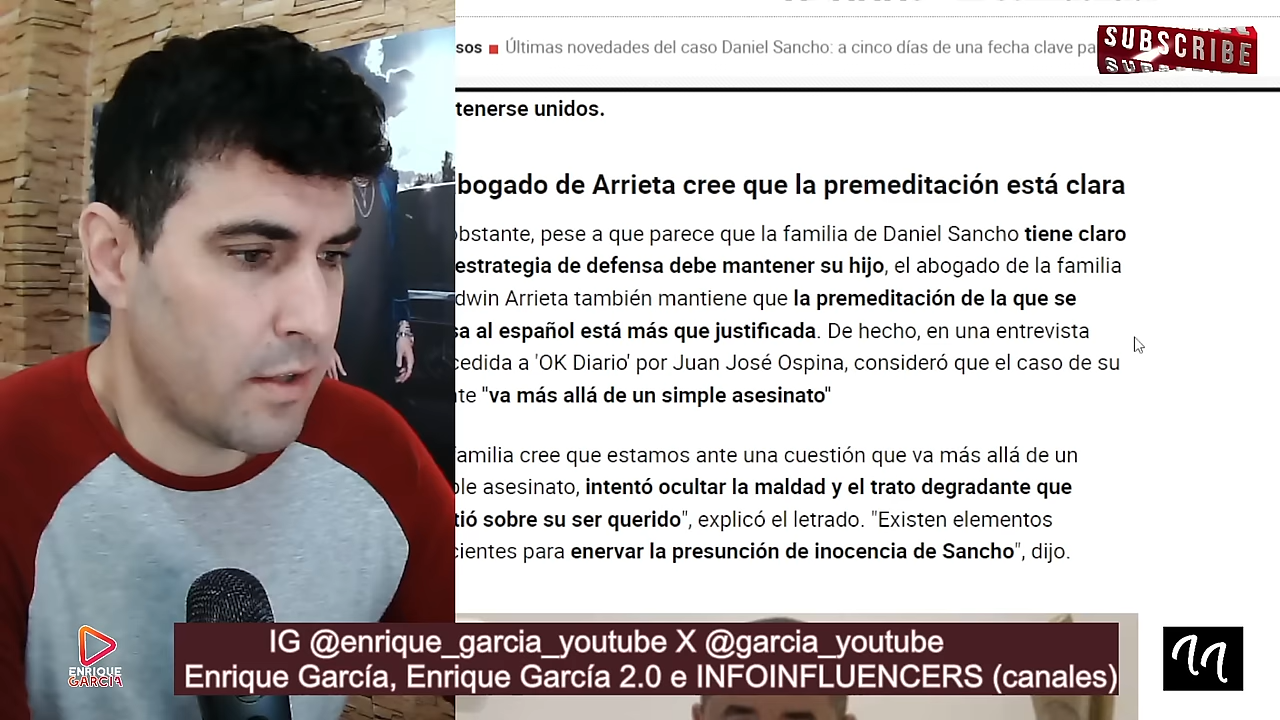 sos ■ Últimas novedades del caso Daniel Sancho: a cinco días de una fecha clave pa
SUBSCRIBE
tenerse unidos.
bogado de Arrieta cree que la premeditación está clara
obstante, pese a que parece que la familia de Daniel Sancho tiene claro
estrategia de defensa debe mantener su hijo, el abogado de la familia
dwin Arrieta también mantiene que la premeditación de la que se
sa al español está más que justificada. De hecho, en una entrevista
cedida a 'OK Diario' por Juan José Ospina, consideró que el caso de su
nte "va más allá de un simple asesinato"
familia cree que estamos ante una cuestión que va más allá de un
ple asesinato, intentó ocultar la maldad y el trato degradante que
tió sobre su ser querido", explicó el letrado. "Existen elementos
cientes para enervar la presunción de inocencia de Sancho", dijo.
IG @enrique_garcia_youtube X @garcia_youtube
Enrique García, Enrique García 2.0 e INFOINFLUENCERS (canales)
ENRIQUE
GARCÍA